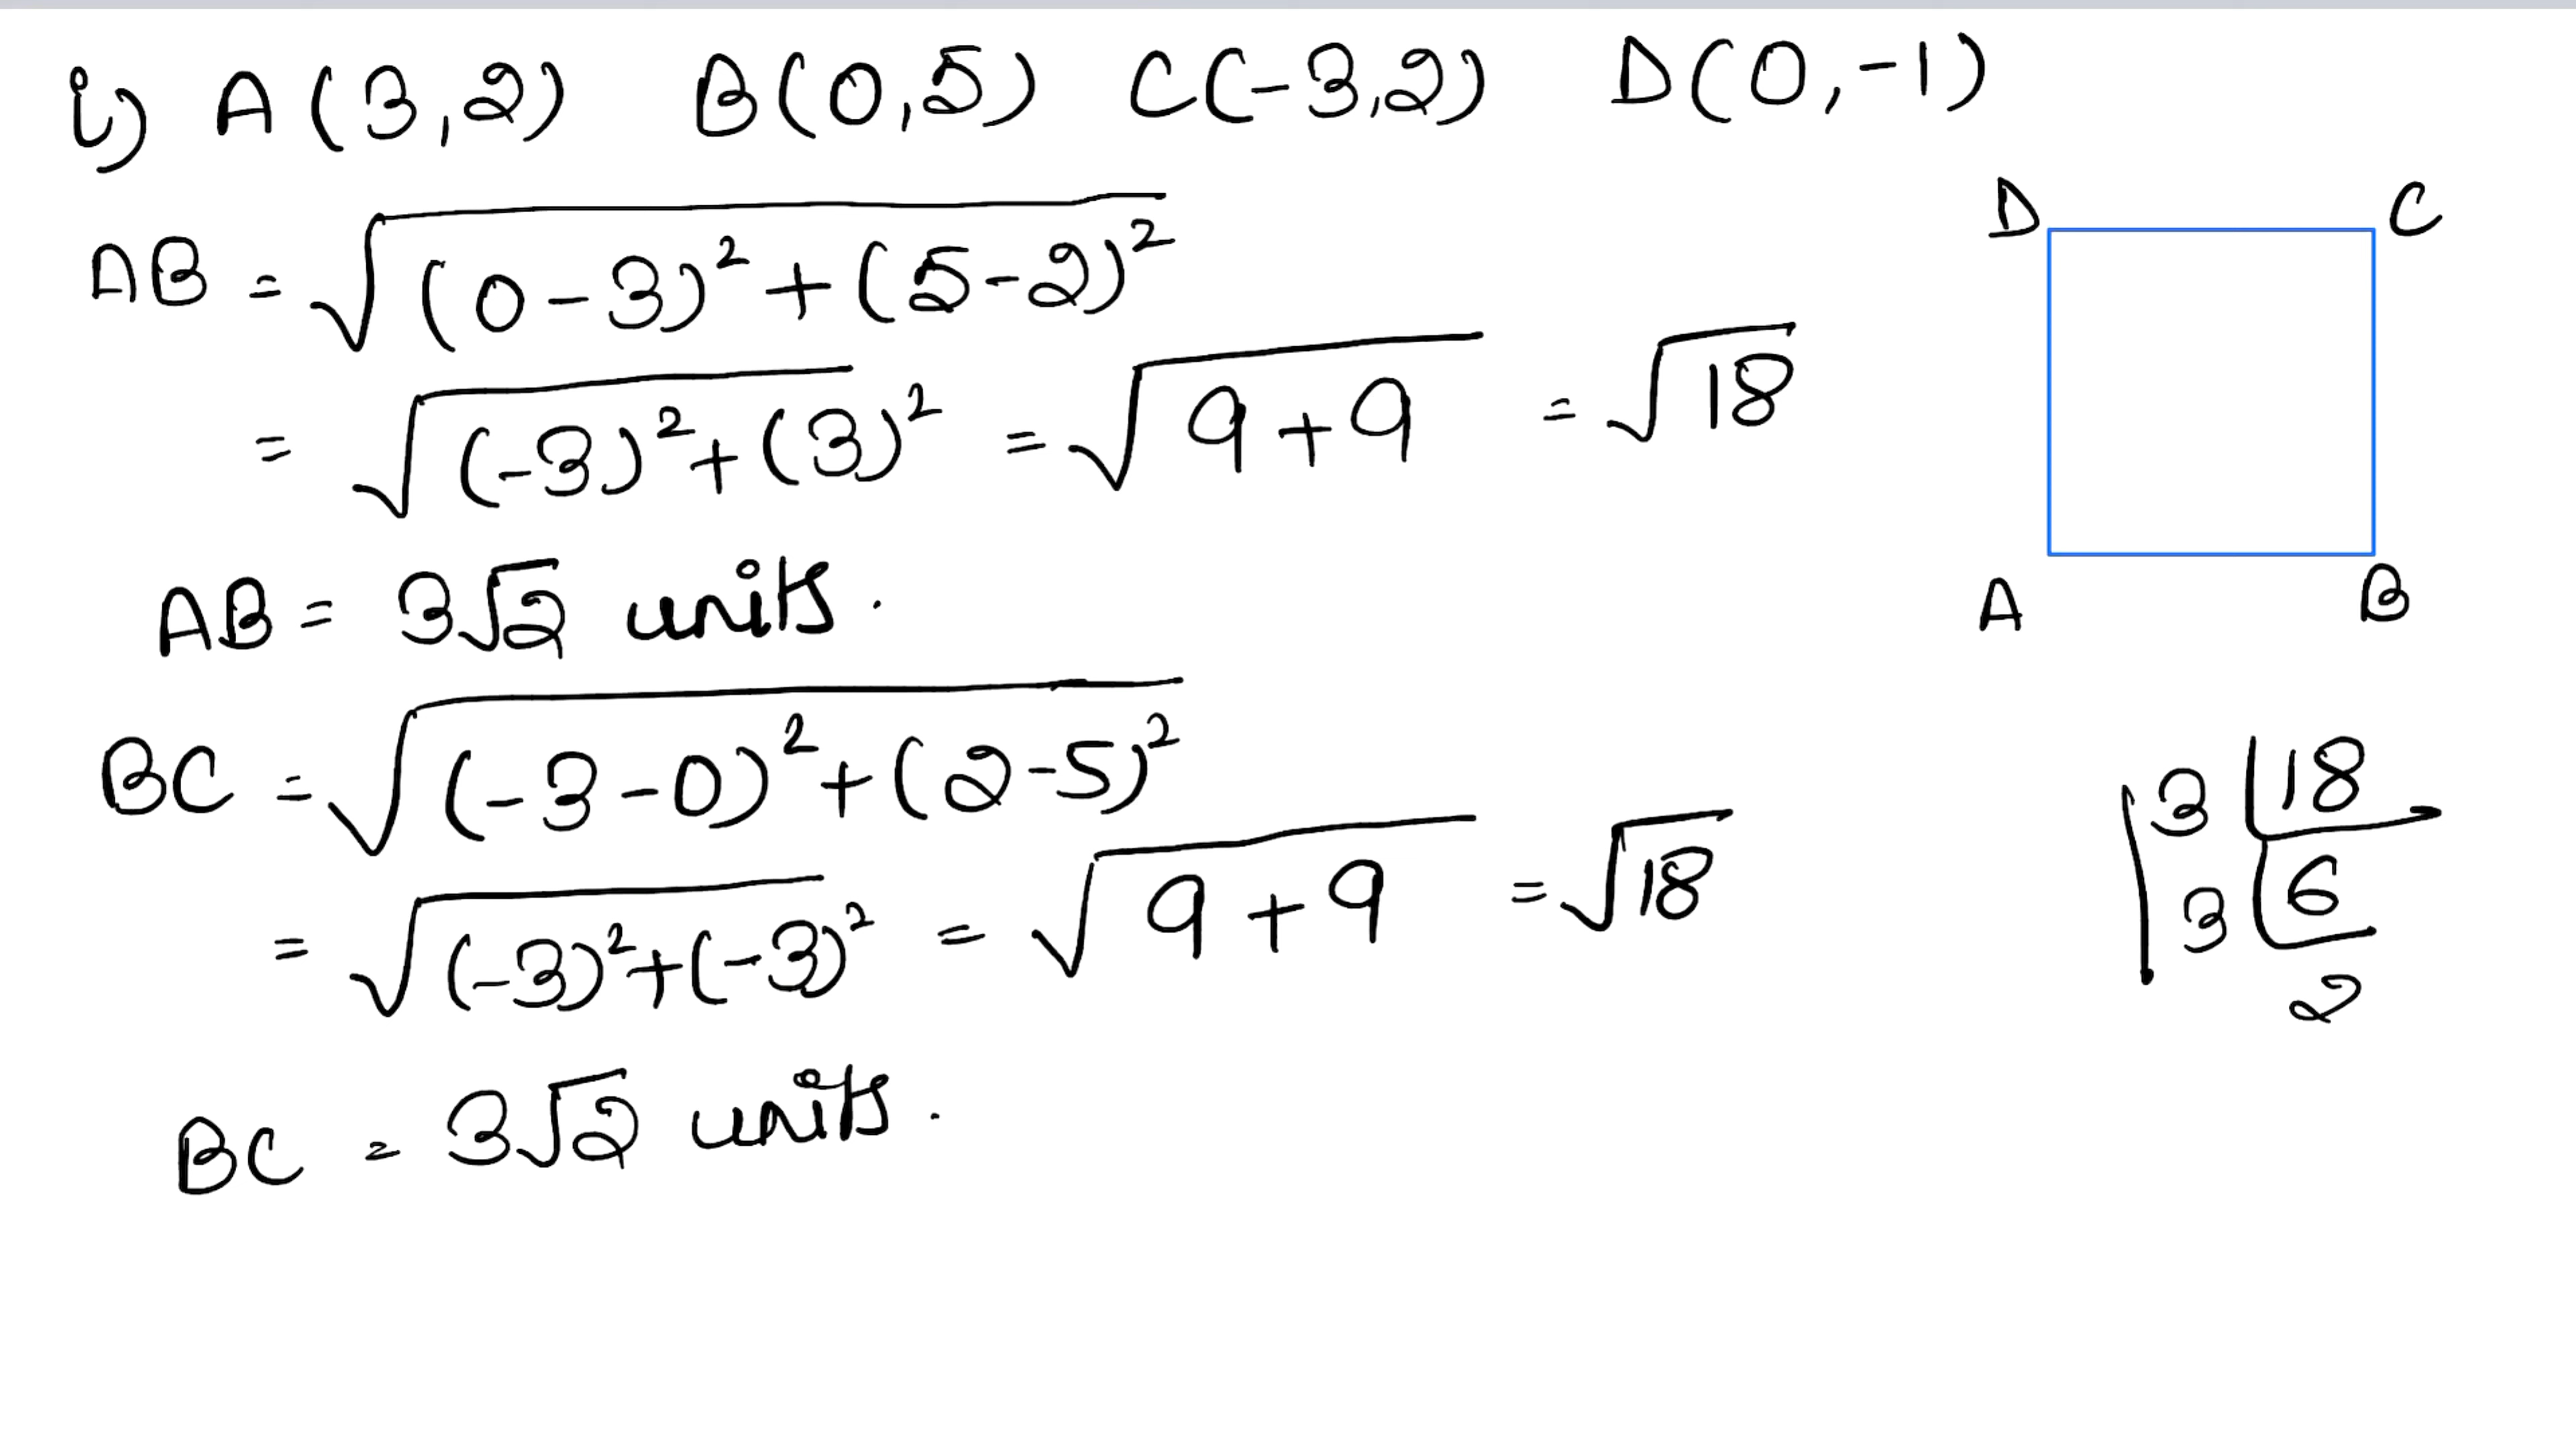 i) A(3,2) B(0,5) C(-3,2) D(0,-1)
D C
AB = √((0-3)²+(5-2)²)
= √((-3)²+(3)²) = √(9+9) = √18
A B
AB = 3√2 units.
BC = √((-3-0)²+(2-5)²)
3 18
= √((-3)²+(-3)²) = √(9+9) = √18
3 6
2
BC = 3√2 units.